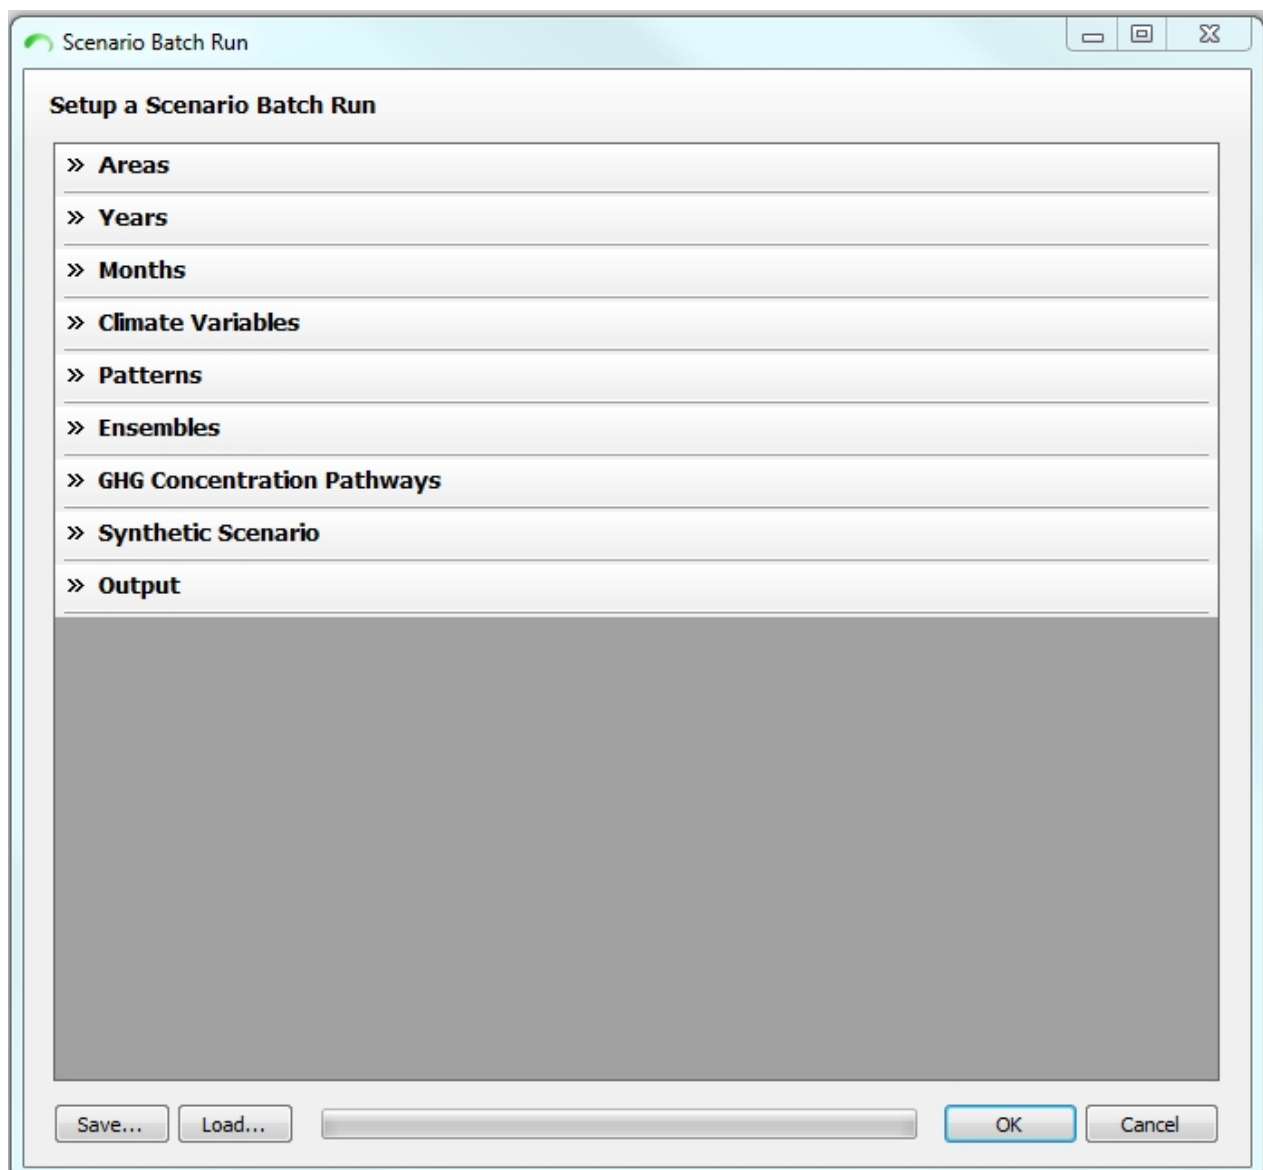 Scenario Batch Run
Setup a Scenario Batch Run
» Areas
» Years
» Months
» Climate Variables
» Patterns
» Ensembles
» GHG Concentration Pathways
» Synthetic Scenario
» Output
Save... Load... OK Cancel